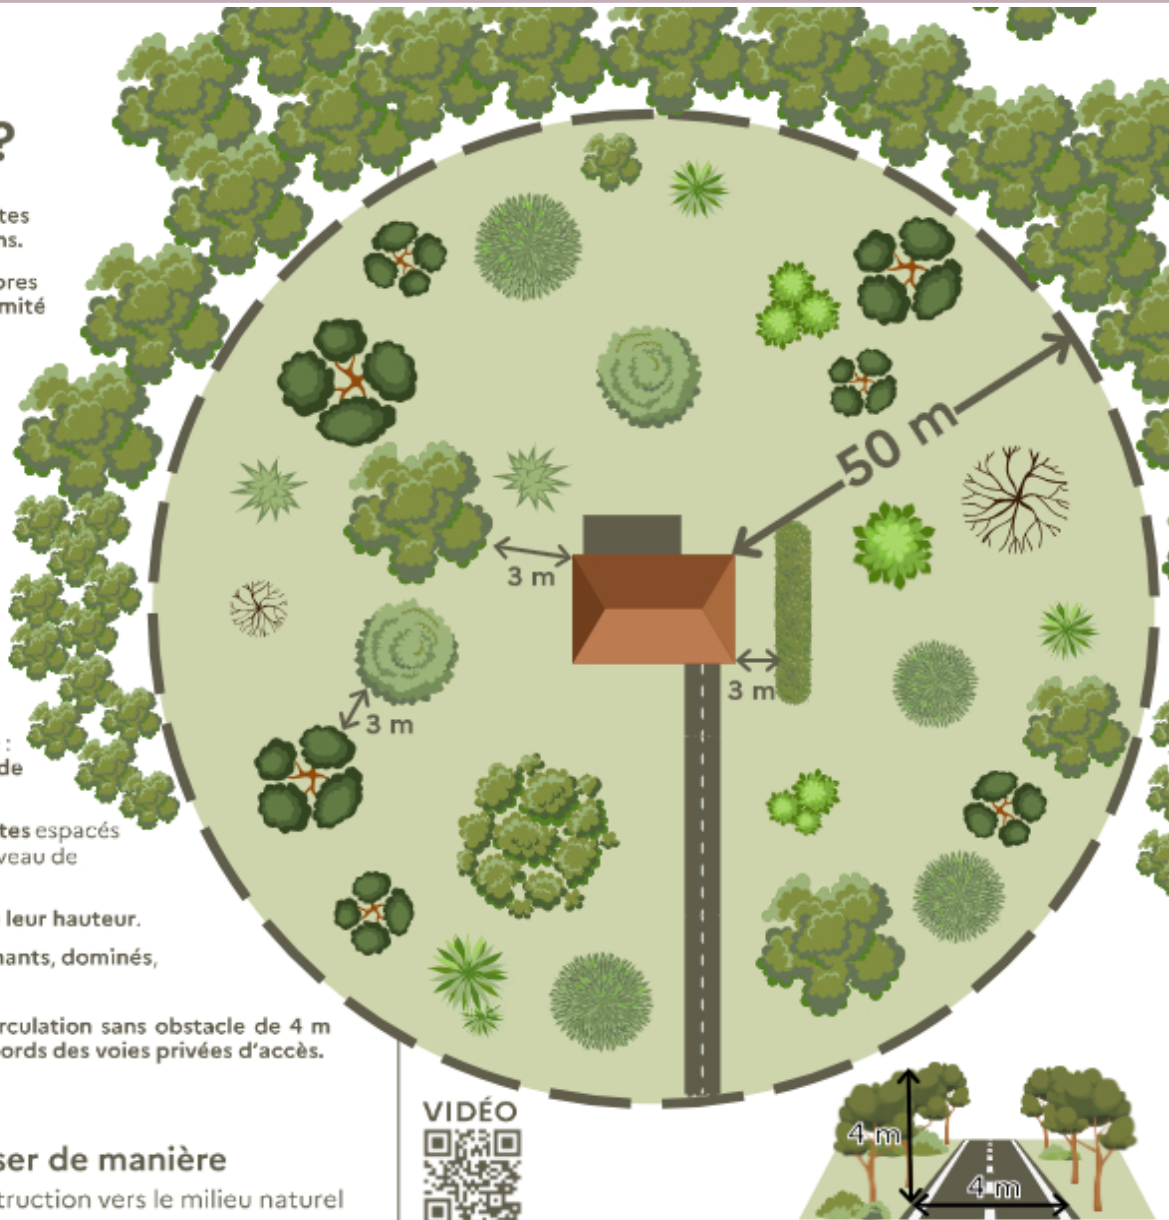 ?
tes
ns.
ores
mité
50 m
3 m
3 m
3 m
:
de
tes espacés
veau de
leur hauteur.
nants, dominés,
rculation sans obstacle de 4 m
ords des voies privées d'accès.
VIDÉO
4 m
4 m
ser de manière
truction vers le milieu naturel